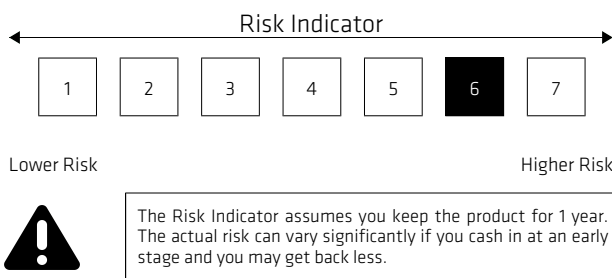 Risk Indicator
1 2 3 4 5 6 7
Lower Risk Higher Risk
The Risk Indicator assumes you keep the product for 1 year.
The actual risk can vary significantly if you cash in at an early
stage and you may get back less.